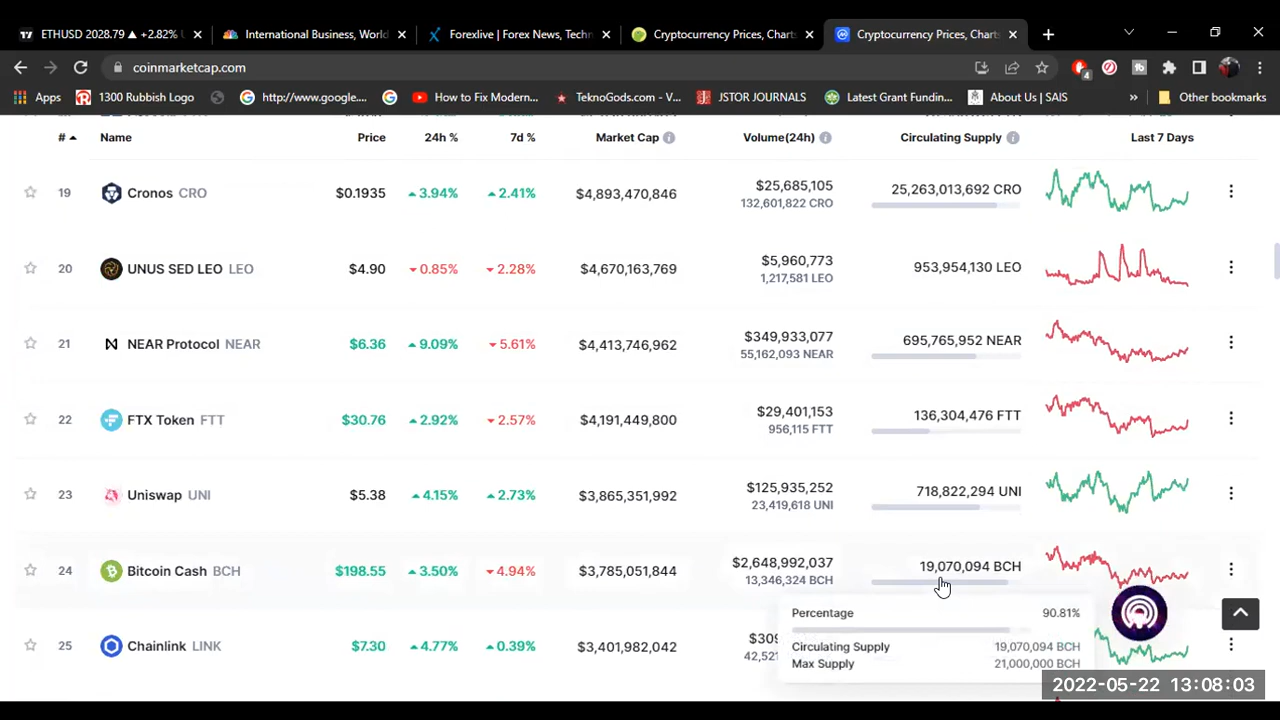 ETHUSD 2028.79 ▲ +2.82% U
International Business, World
Forexlive | Forex News, Techn
Cryptocurrency Prices, Charts
Cryptocurrency Prices, Charts
coinmarketcap.com
4
Apps
1300 Rubbish Logo
http://www.google....
How to Fix Modern...
TeknoGods.com - V...
JSTOR JOURNALS
Latest Grant Fundin...
About Us | SAIS
»
Other bookmarks
# Name Price 24h % 7d % Market Cap Volume(24h) Circulating Supply Last 7 Days
19 Cronos CRO $0.1935 3.94% 2.41% $4,893,470,846 $25,685,105 25,263,013,692 CRO
132,601,822 CRO
20 UNUS SED LEO LEO $4.90 0.85% 2.28% $4,670,163,769 $5,960,773 953,954,130 LEO
1,217,581 LEO
21 NEAR Protocol NEAR $6.36 9.09% 5.61% $4,413,746,962 $349,933,077 695,765,952 NEAR
55,162,093 NEAR
22 FTX Token FTT $30.76 2.92% 2.57% $4,191,449,800 $29,401,153 136,304,476 FTT
956,115 FTT
23 Uniswap UNI $5.38 4.15% 2.73% $3,865,351,992 $125,935,252 718,822,294 UNI
23,419,618 UNI
24 Bitcoin Cash BCH $198.55 3.50% 4.94% $3,785,051,844 $2,648,992,037 19,070,094 BCH
13,346,324 BCH
Percentage 90.81%
25 Chainlink LINK $7.30 4.77% 0.39% $3,401,982,042 $309
42,521
Circulating Supply 19,070,094 BCH
Max Supply 21,000,000 BCH
2022-05-22 13:08:03